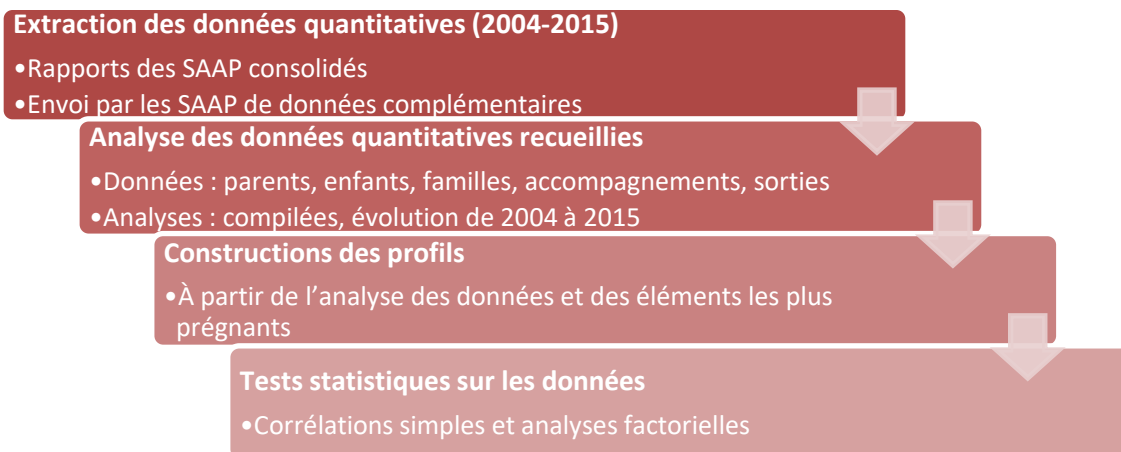 Extraction des données quantitatives (2004-2015)
•Rapports des SAAP consolidés
•Envoi par les SAAP de données complémentaires
Analyse des données quantitatives recueillies
•Données : parents, enfants, familles, accompagnements, sorties
•Analyses : compilées, évolution de 2004 à 2015
Constructions des profils
•À partir de l’analyse des données et des éléments les plus
prégnants
Tests statistiques sur les données
•Corrélations simples et analyses factorielles